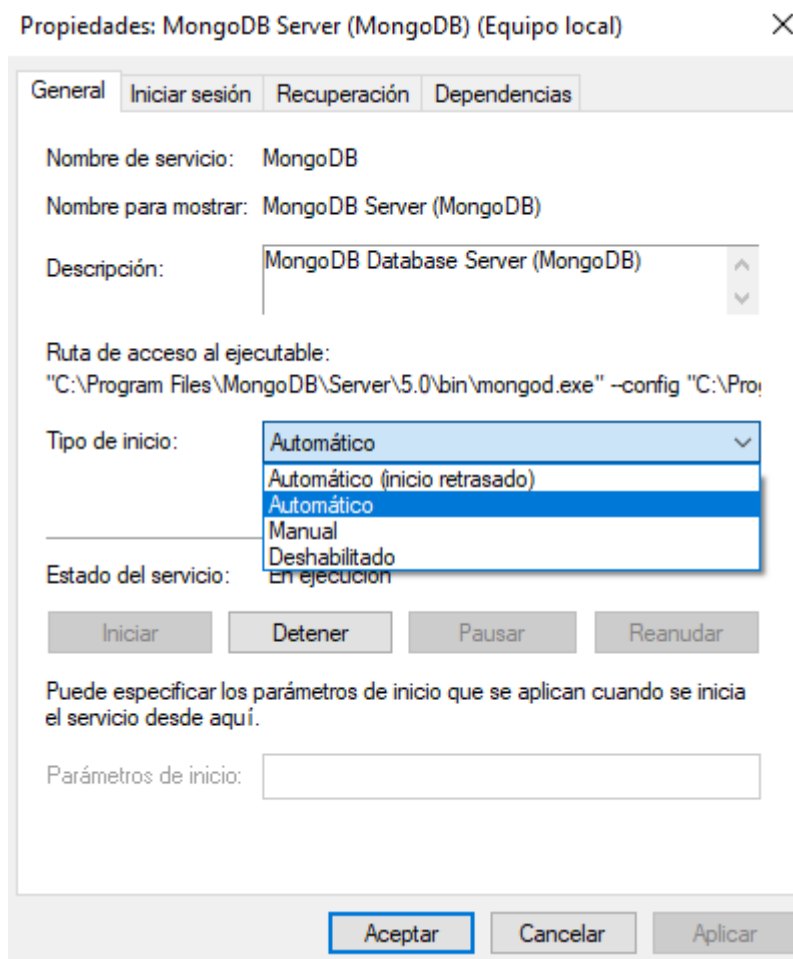 Propiedades: MongoDB Server (MongoDB) (Equipo local)
General Iniciar sesión Recuperación Dependencias
Nombre de servicio: MongoDB
Nombre para mostrar: MongoDB Server (MongoDB)
Descripción: MongoDB Database Server (MongoDB)
Ruta de acceso al ejecutable:
"C:\Program Files\MongoDB\Server\5.0\bin\mongod.exe" --config "C:\Prog
Tipo de inicio: Automático
Automático (inicio retrasado)
Automático
Manual
Deshabilitado
Estado del servicio: En ejecución
Iniciar Detener Pausar Reanudar
Puede especificar los parámetros de inicio que se aplican cuando se inicia
el servicio desde aquí.
Parámetros de inicio:
Aceptar Cancelar Aplicar